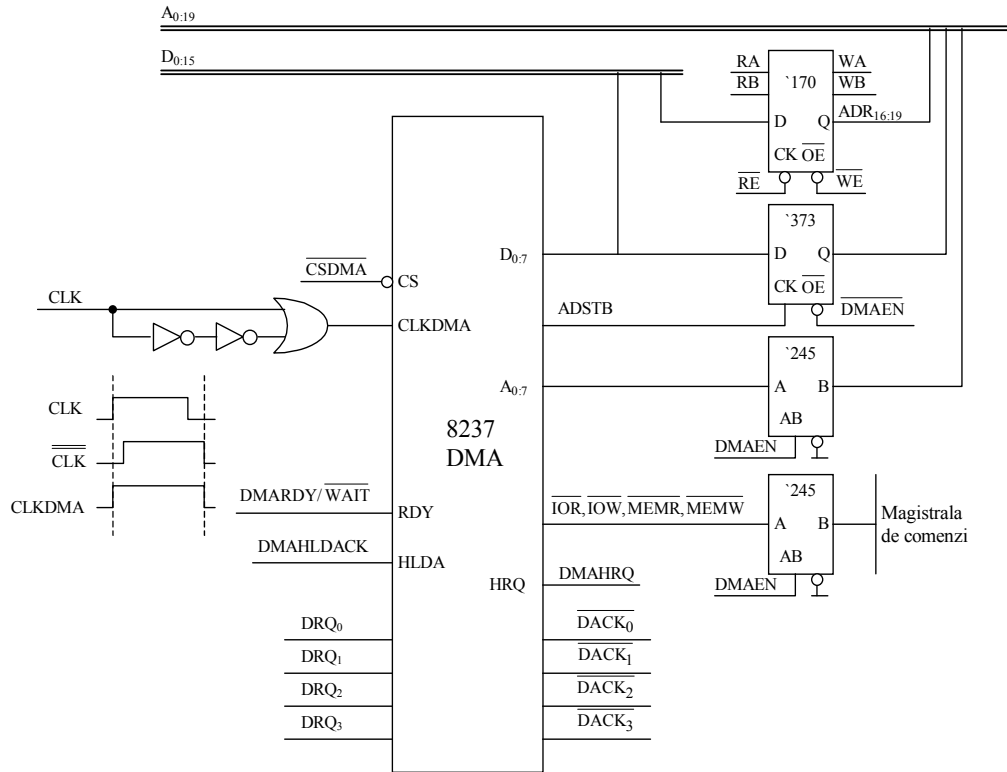 A0:19
D0:15
RA
WA
RB
`170
WB
D
Q
ADR16:19
CK
OE
RE
WE
`373
D0:7
D
Q
CSDMA
CS
CK
OE
DMAEN
CLK
CLKDMA
ADSTB
`245
A0:7
A
B
AB
DMAEN
CLK
CLK
CLKDMA
8237
DMA
`245
DMARDY/WAIT
RDY
IOR, IOW, MEMR, MEMW
A
B
Magistrala
de comenzi
AB
DMAEN
DMAHLDACK
HLDA
HRQ
DMAHRQ
DRQ0
DACK0
DRQ1
DACK1
DRQ2
DACK2
DRQ3
DACK3